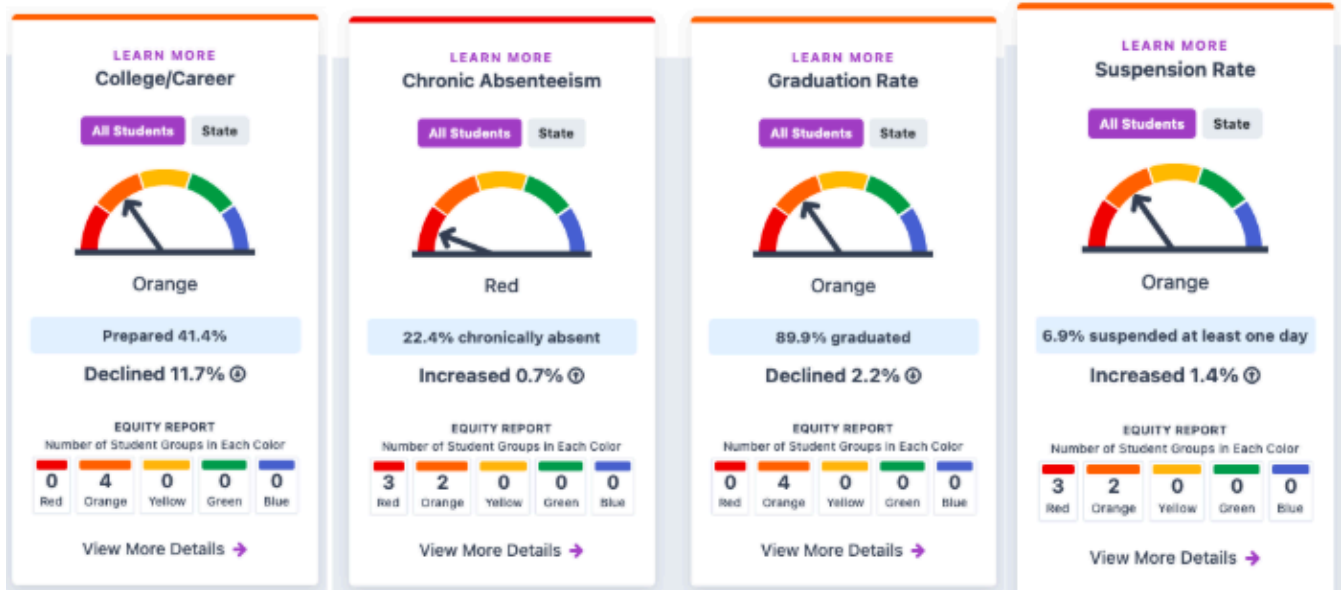 LEARN MORE
College/Career
All Students State
Orange
Prepared 41.4%
Declined 11.7%
EQUITY REPORT
Number of Student Groups in Each Color
0 4 0 0 0
Red Orange Yellow Green Blue
View More Details
LEARN MORE
Chronic Absenteeism
All Students State
Red
22.4% chronically absent
Increased 0.7%
EQUITY REPORT
Number of Student Groups in Each Color
3 2 0 0 0
Red Orange Yellow Green Blue
View More Details
LEARN MORE
Graduation Rate
All Students State
Orange
89.9% graduated
Declined 2.2%
EQUITY REPORT
Number of Student Groups in Each Color
0 4 0 0 0
Red Orange Yellow Green Blue
View More Details
LEARN MORE
Suspension Rate
All Students State
Orange
6.9% suspended at least one day
Increased 1.4%
EQUITY REPORT
Number of Student Groups in Each Color
3 2 0 0 0
Red Orange Yellow Green Blue
View More Details